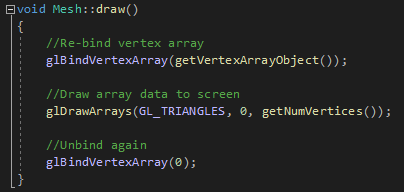 void Mesh::draw()
{
//Re-bind vertex array
glBindVertexArray(getVertexArrayObject());
//Draw array data to screen
glDrawArrays(GL_TRIANGLES, 0, getNumVertices());
//Unbind again
glBindVertexArray(0);
}